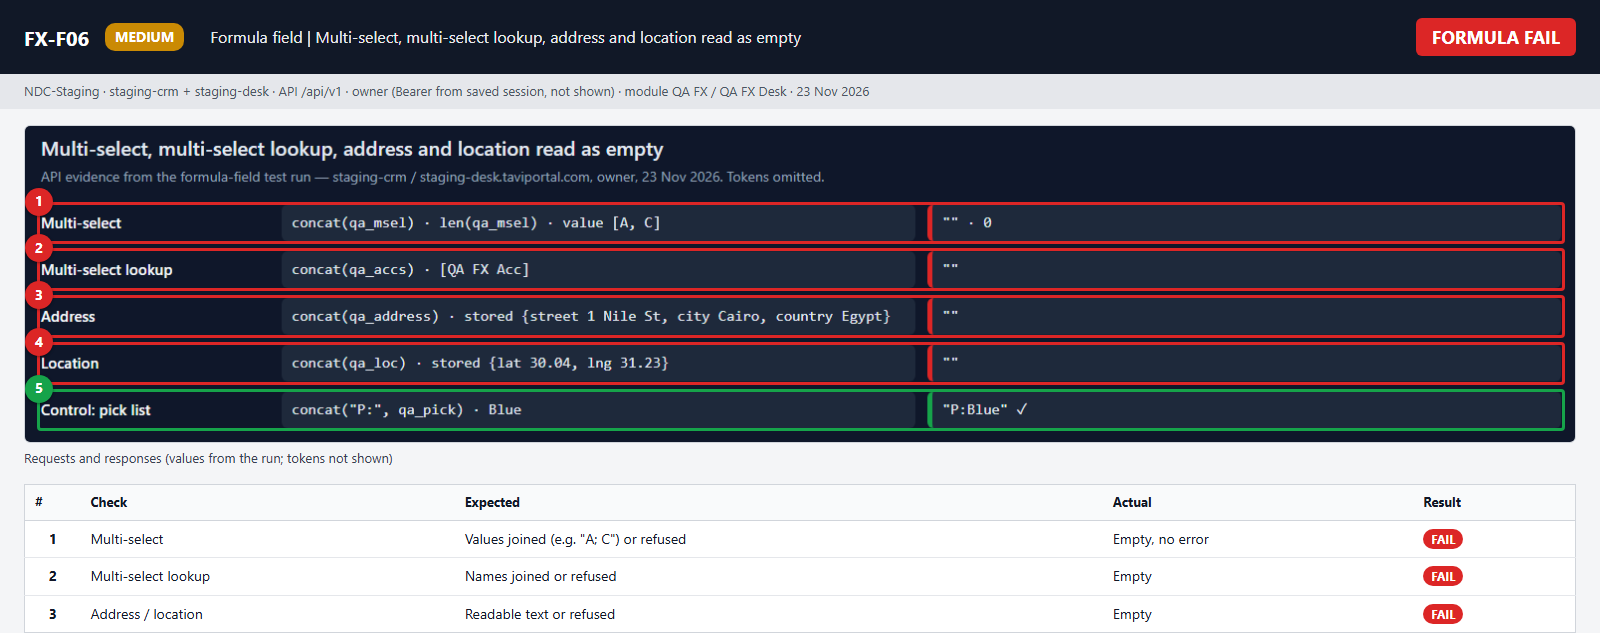 FX-F06 MEDIUM Formula field | Multi-select, multi-select lookup, address and location read as empty FORMULA FAIL
NDC-Staging · staging-crm + staging-desk · API /api/v1 · owner (Bearer from saved session, not shown) · module QA FX / QA FX Desk · 23 Nov 2026
Multi-select, multi-select lookup, address and location read as empty
API evidence from the formula-field test run — staging-crm / staging-desk.taviportal.com, owner, 23 Nov 2026. Tokens omitted.
1
Multi-select concat(qa_msel) · len(qa_msel) · value [A, C] "" · 0
2
Multi-select lookup concat(qa_accs) · [QA FX Acc] ""
3
Address concat(qa_address) · stored {street 1 Nile St, city Cairo, country Egypt} ""
4
Location concat(qa_loc) · stored {lat 30.04, lng 31.23} ""
5
Control: pick list concat("P:", qa_pick) · Blue "P:Blue" ✓
Requests and responses (values from the run; tokens not shown)
# Check Expected Actual Result
1 Multi-select Values joined (e.g. "A; C") or refused Empty, no error FAIL
2 Multi-select lookup Names joined or refused Empty FAIL
3 Address / location Readable text or refused Empty FAIL